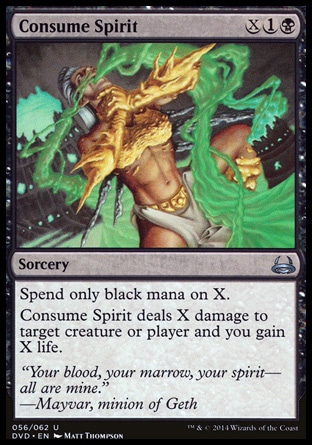 Consume Spirit X1
Sorcery
Spend only black mana on X.
Consume Spirit deals X damage to
target creature or player and you gain
X life.
"Your blood, your marrow, your spirit—
all are mine."
—Mayvar, minion of Geth
056/062 U
DVD • EN Matt Thompson
™ & © 2014 Wizards of the Coast